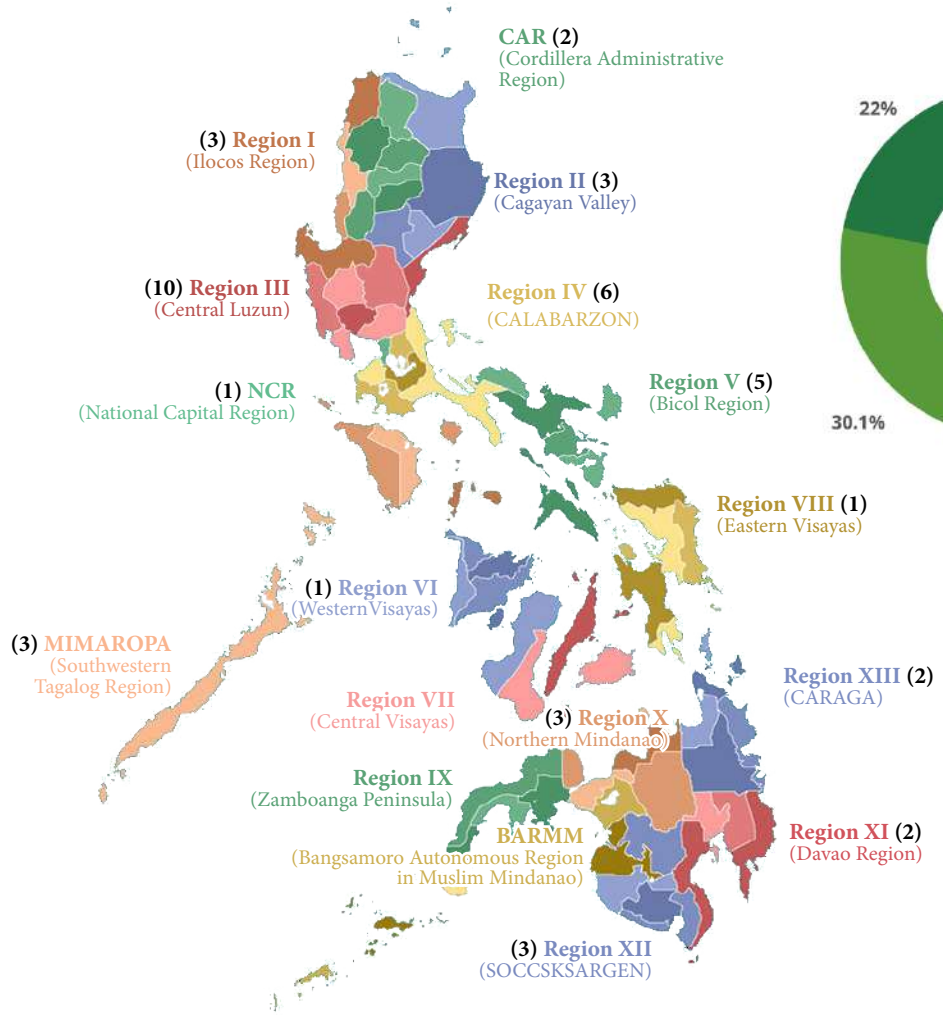 CAR (2)
(Cordillera Administrative
Region)
22%
(3) Region I
(Ilocos Region)
Region II (3)
(Cagayan Valley)
(10) Region III
(Central Luzun)
Region IV (6)
(CALABARZON)
(1) NCR
(National Capital Region)
Region V (5)
(Bicol Region)
30.1%
Region VIII (1)
(Eastern Visayas)
(1) Region VI
(WesternVisayas)
(3) MIMAROPA
(Southwestern
Tagalog Region)
Region XIII (2)
(CARAGA)
Region VII
(Central Visayas)
(3) Region X
(Northern Mindanao)
Region IX
(Zamboanga Peninsula)
BARMM
(Bangsamoro Autonomous Region
in Muslim Mindanao)
Region XI (2)
(Davao Region)
(3) Region XII
(SOCCSKSARGEN)